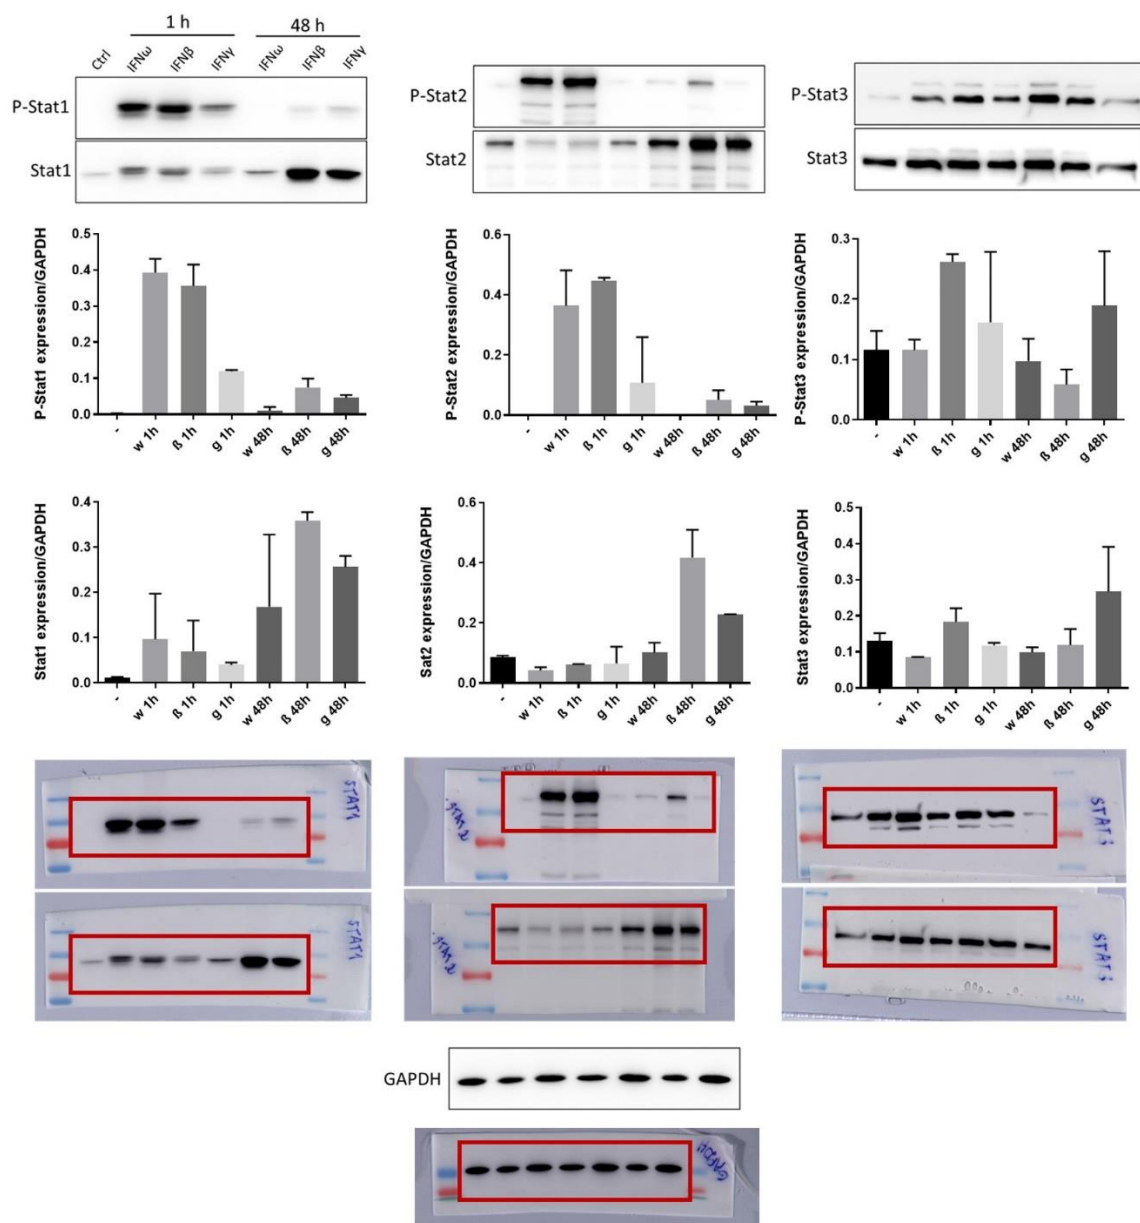 1 h 48 h
Ctrl IFNω IFNβ IFNγ IFNω IFNβ IFNγ
P-Stat1
Stat1
P-Stat2
Stat2
P-Stat3
Stat3
P-Stat1 expression/GAPDH
0.5
0.4
0.3
0.2
0.1
0.0
- w 1h ß 1h g 1h w 48h ß 48h g 48h
P-Stat2 expression/GAPDH
0.6
0.4
0.2
0.0
- w 1h ß 1h g 1h w 48h ß 48h g 48h
P-Stat3 expression/GAPDH
0.3
0.2
0.1
0.0
- w 1h ß 1h g 1h w 48h ß 48h g 48h
Stat1 expression/GAPDH
0.4
0.3
0.2
0.1
0.0
- w 1h ß 1h g 1h w 48h ß 48h g 48h
Sat2 expression/GAPDH
0.6
0.4
0.2
0.0
- w 1h ß 1h g 1h w 48h ß 48h g 48h
Stat3 expression/GAPDH
0.5
0.4
0.3
0.2
0.1
0.0
- w 1h ß 1h g 1h w 48h ß 48h g 48h
STAT1
STAT2
STAT3
STAT1
STAT2
STAT3
GAPDH
GAPDH